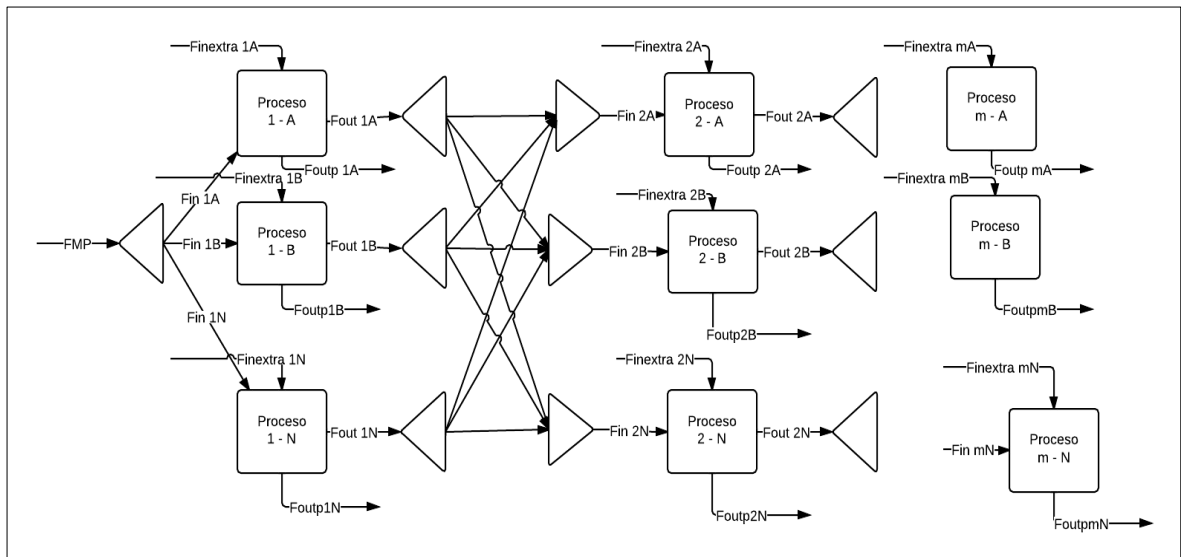 Finextra 1A
Finextra 2A
Finextra mA
Proceso
1 - A
Fout 1A
Proceso
2 - A
Fin 2A
Fout 2A
Proceso
m - A
Foutp 1A
Foutp 2A
Foutp mA
Finextra 1B
Finextra 2B
Finextra mB
Fin 1A
FMP
Fin 1B
Proceso
1 - B
Fout 1B
Fin 2B
Proceso
2 - B
Fout 2B
Proceso
m - B
Foutp1B
Foutp2B
FoutpmB
Fin 1N
Finextra 1N
Finextra 2N
Finextra mN
Proceso
1 - N
Fout 1N
Fin 2N
Proceso
2 - N
Fout 2N
Fin mN
Proceso
m - N
Foutp1N
Foutp2N
FoutpmN